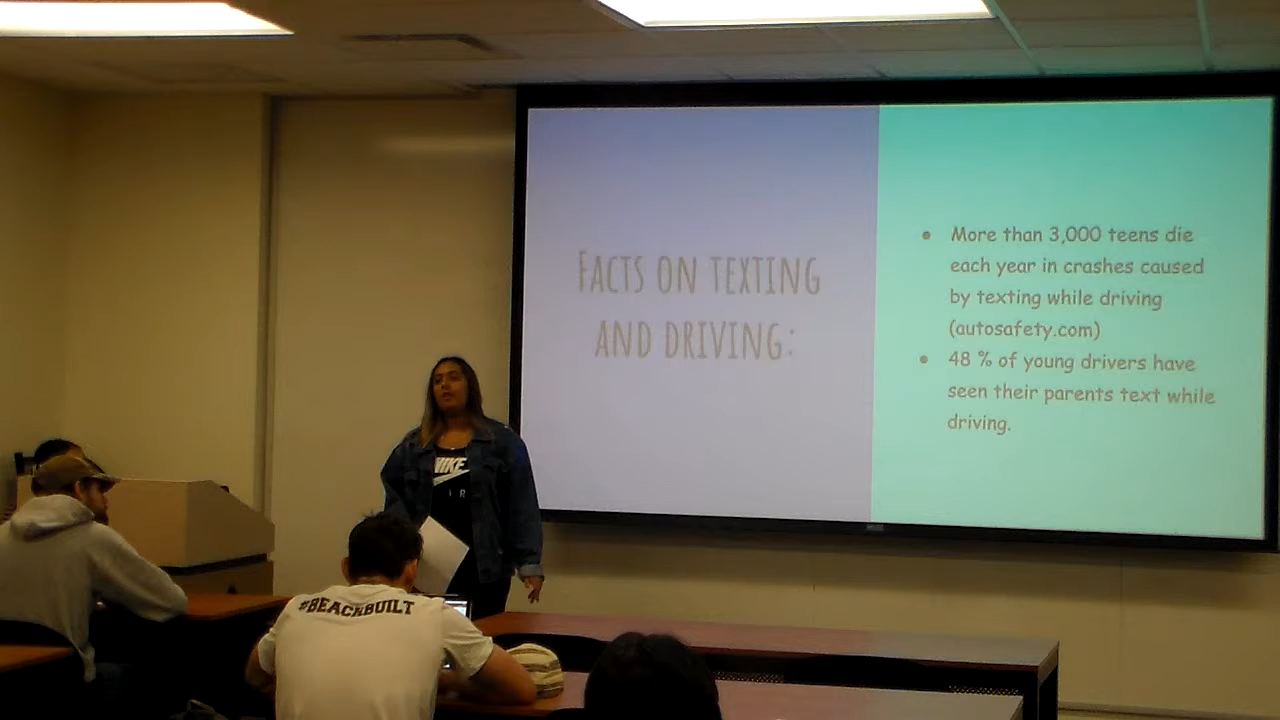 FACTS ON TEXTING
AND DRIVING:
• More than 3,000 teens die
each year in crashes caused
by texting while driving
(autosafety.com)
• 48 % of young drivers have
seen their parents text while
driving.
NIKE
#BEACHBUILT